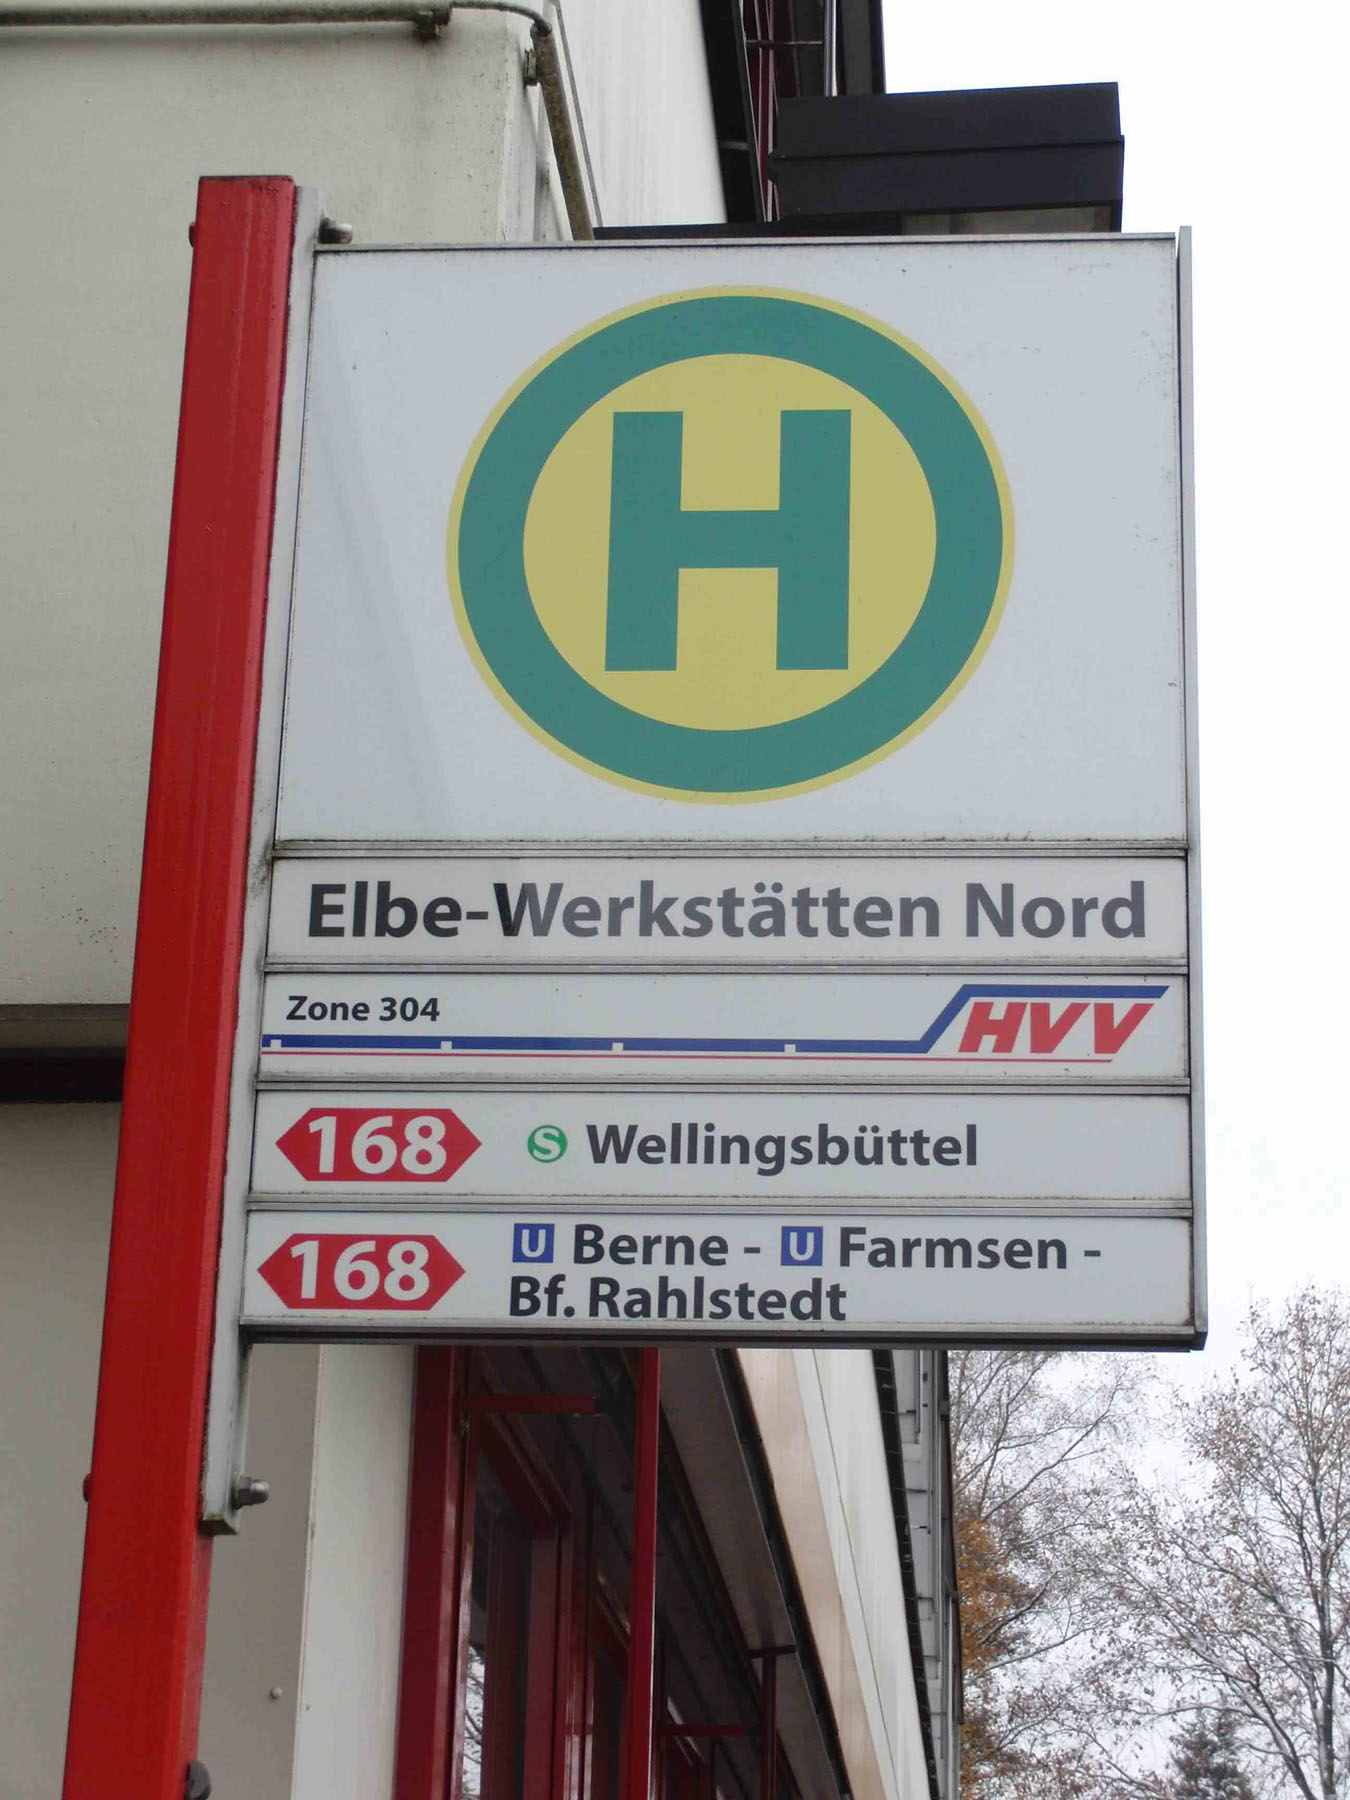 H
Elbe-Werkstätten Nord
Zone 304
HVV
168 S Wellingsbüttel
168 U Berne - U Farmsen -
Bf. Rahlstedt